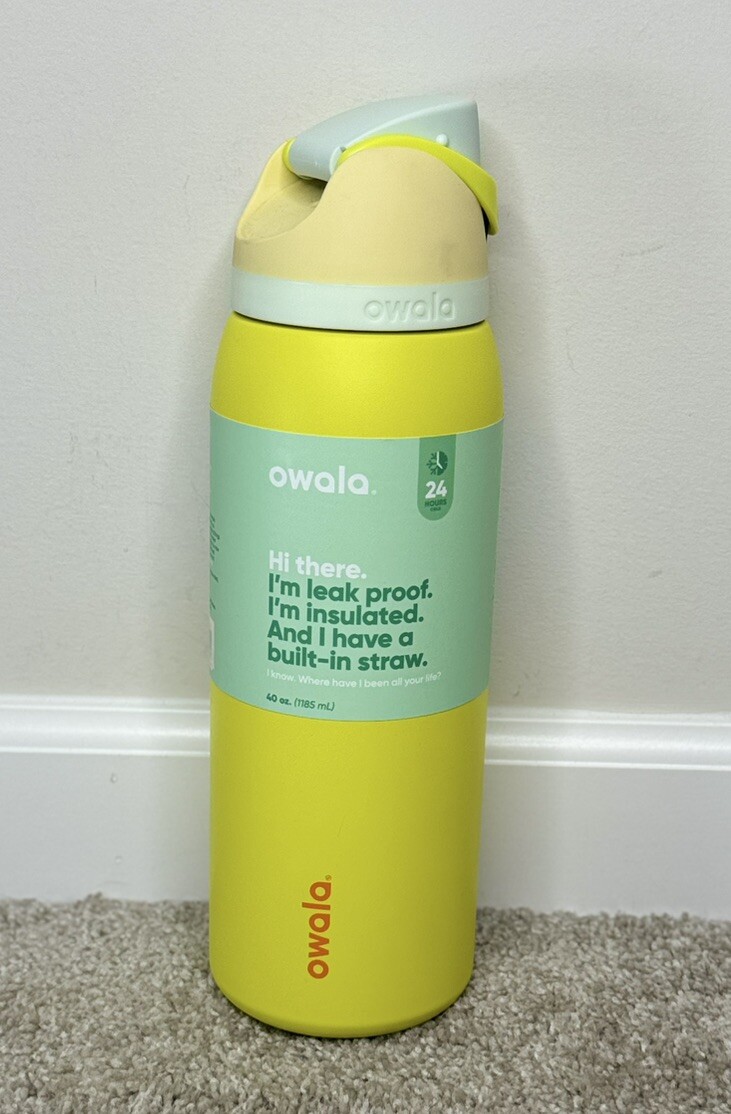 owala
owala.
24
HOURS
COLD
Hi there.
I'm leak proof.
I'm insulated.
And I have a
built-in straw.
I know. Where have I been all your life?
40 oz. (1185 mL)
owala®